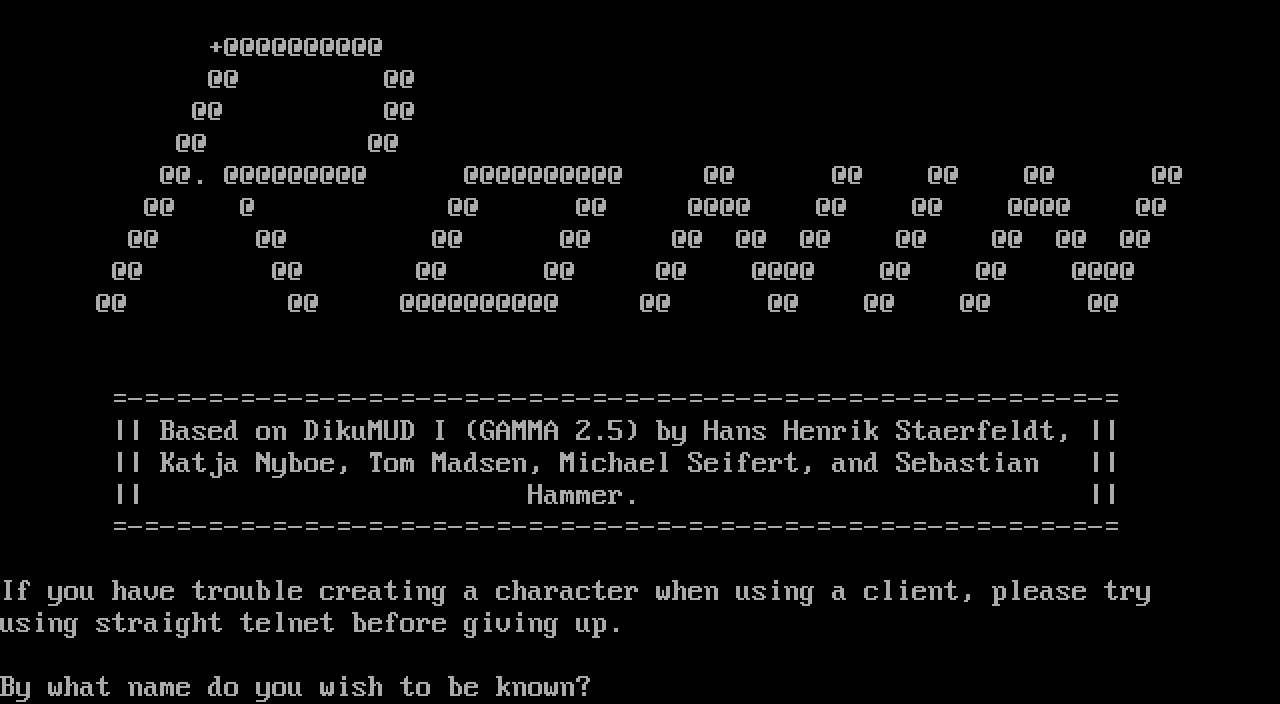 RONIN
Based on DikuMUD I (GAMMA 2.5) by Hans Henrik Staerfeldt,
Katja Nyboe, Tom Madsen, Michael Seifert, and Sebastian
Hammer.
If you have trouble creating a character when using a client, please try
using straight telnet before giving up.
By what name do you wish to be known?